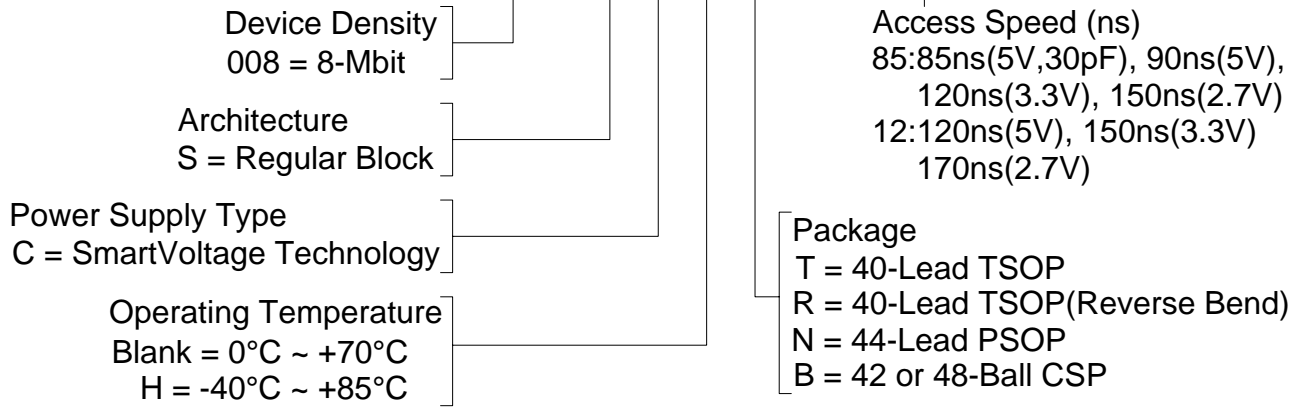 Device Density
008 = 8-Mbit
Architecture
S = Regular Block
Power Supply Type
C = SmartVoltage Technology
Operating Temperature
Blank = 0°C ~ +70°C
H = -40°C ~ +85°C
Access Speed (ns)
85:85ns(5V,30pF), 90ns(5V),
120ns(3.3V), 150ns(2.7V)
12:120ns(5V), 150ns(3.3V)
170ns(2.7V)
Package
T = 40-Lead TSOP
R = 40-Lead TSOP(Reverse Bend)
N = 44-Lead PSOP
B = 42 or 48-Ball CSP